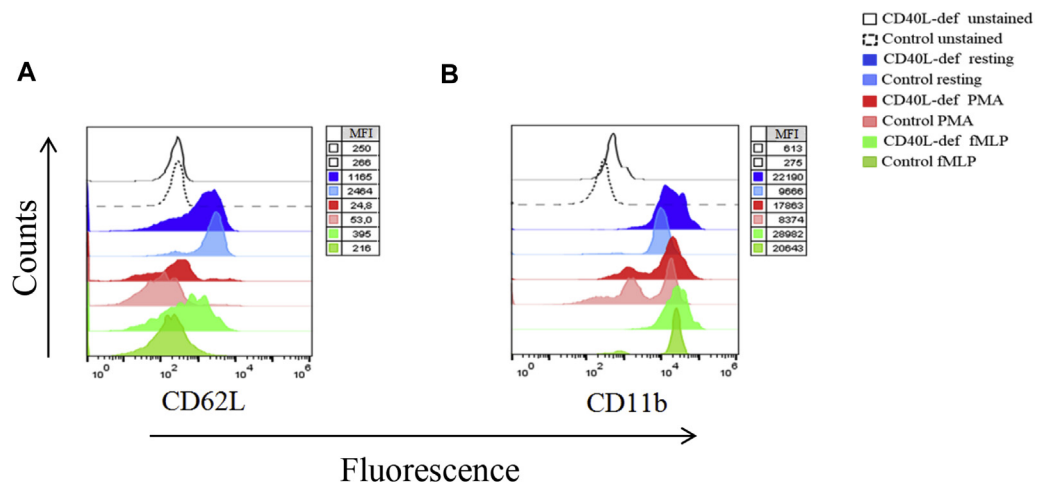 CD40L-def unstained
Control unstained
CD40L-def resting
Control resting
CD40L-def PMA
Control PMA
CD40L-def fMLP
Control fMLP
A
B
Counts
MFI
250
266
1165
2464
24,8
53,0
395
216
10^0 10^2 10^4 10^6
CD62L
MFI
613
275
22190
9666
17863
8374
28982
20643
10^0 10^2 10^4 10^6
CD11b
Fluorescence